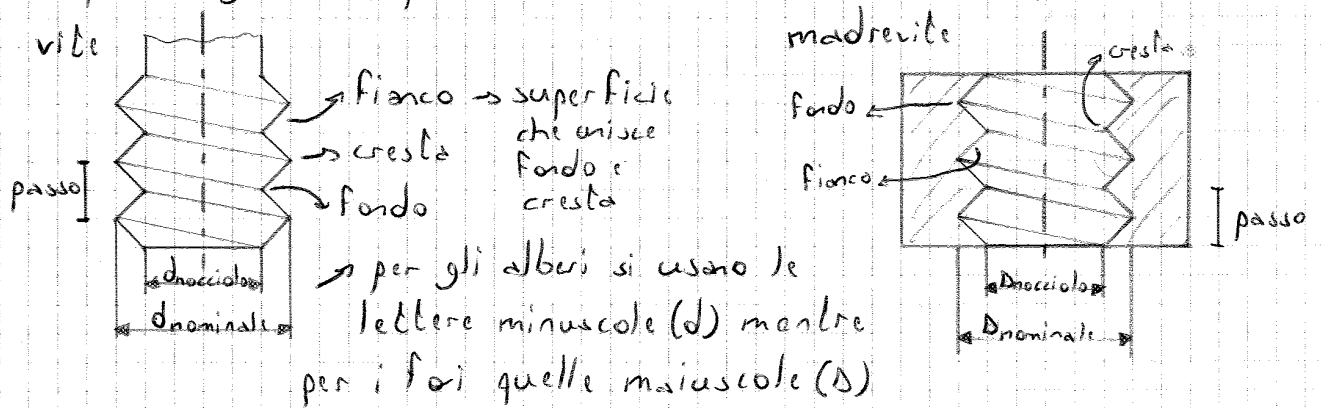 vite
fianco → superficie
che unisce
fondo e
cresta
cresta
fondo
passo
dnocciolo
dnominale
per gli alberi si usano le
lettere minuscole (d) mentre
per i fori quelle maiuscole (D)
madrevite
cresta
fondo
fianco
passo
Dnocciolo
Dnominale